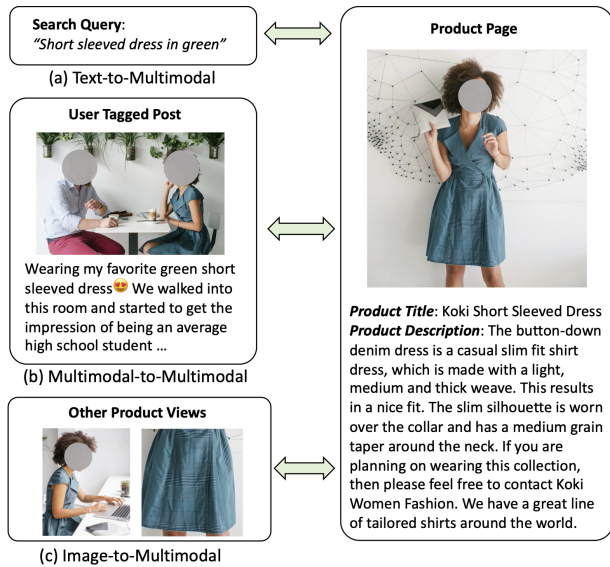 Search Query:
“Short sleeved dress in green”
(a) Text-to-Multimodal
User Tagged Post
Wearing my favorite green short
sleeved dress😍 We walked into
this room and started to get the
impression of being an average
high school student ...
(b) Multimodal-to-Multimodal
Other Product Views
(c) Image-to-Multimodal
Product Page
Product Title: Koki Short Sleeved Dress
Product Description: The button-down
denim dress is a casual slim fit shirt
dress, which is made with a light,
medium and thick weave. This results
in a nice fit. The slim silhouette is worn
over the collar and has a medium grain
taper around the neck. If you are
planning on wearing this collection,
then please feel free to contact Koki
Women Fashion. We have a great line
of tailored shirts around the world.